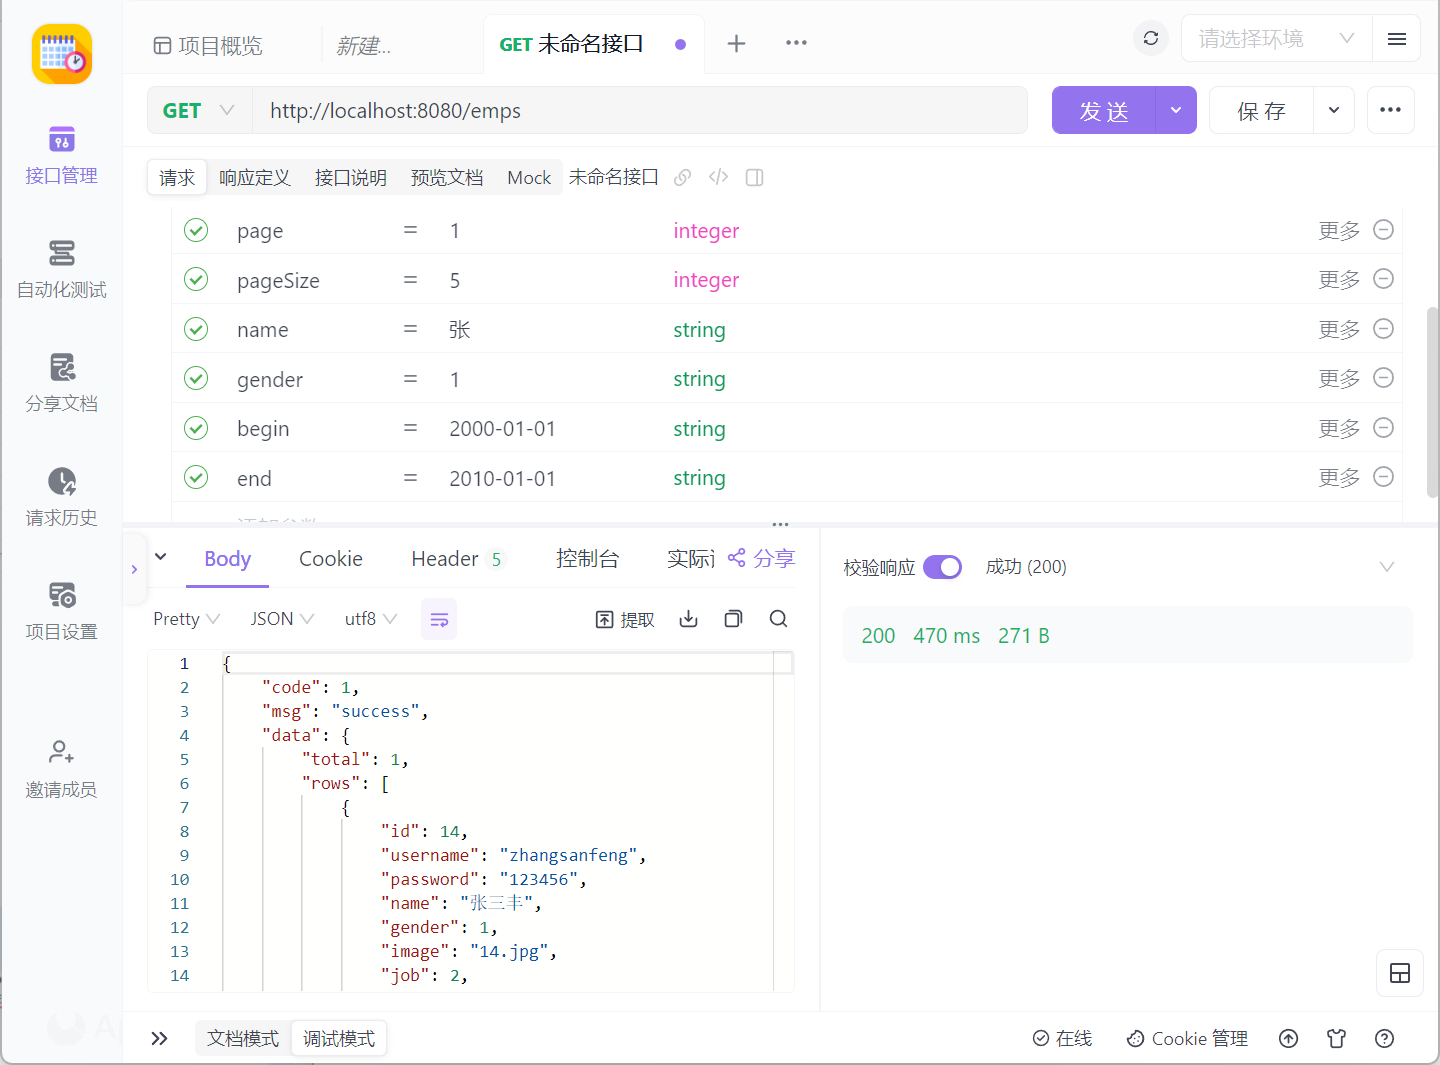 项目概览
新建...
GET 未命名接口
请选择环境
GET
http://localhost:8080/emps
发 送
保 存
接口管理
自动化测试
分享文档
请求历史
项目设置
邀请成员
请求
响应定义
接口说明
预览文档
Mock
未命名接口
page = 1 integer 更多
pageSize = 5 integer 更多
name = 张 string 更多
gender = 1 string 更多
begin = 2000-01-01 string 更多
end = 2010-01-01 string 更多
Body
Cookie
Header 5
控制台
实际
分享
校验响应
成功 (200)
Pretty
JSON
utf8
提取
200 470 ms 271 B
1 {
2 "code": 1,
3 "msg": "success",
4 "data": {
5 "total": 1,
6 "rows": [
7 {
8 "id": 14,
9 "username": "zhangsanfeng",
10 "password": "123456",
11 "name": "张三丰",
12 "gender": 1,
13 "image": "14.jpg",
14 "job": 2,
文档模式
调试模式
在线
Cookie 管理